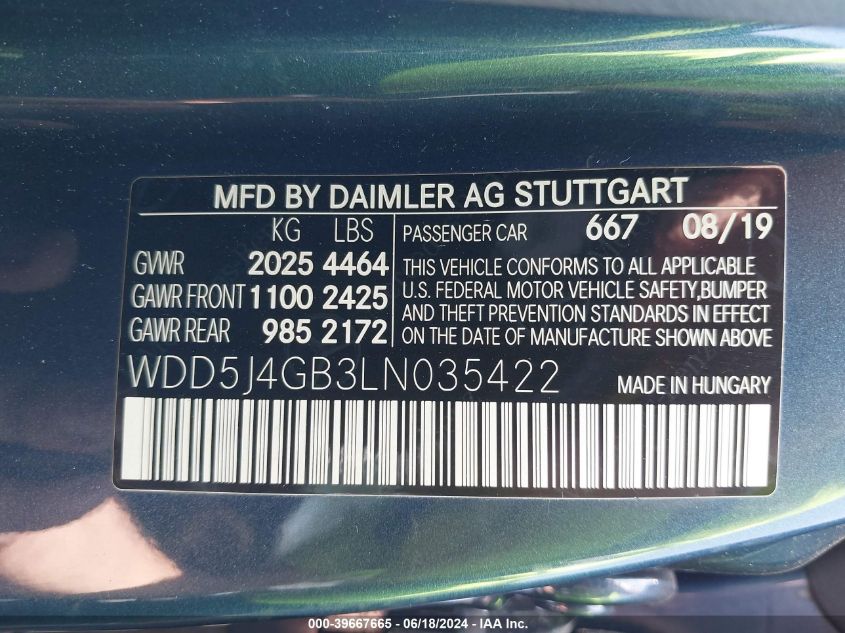 MFD BY DAIMLER AG STUTTGART
KG LBS
GVWR 2025 4464
GAWR FRONT 1100 2425
GAWR REAR 985 2172
PASSENGER CAR 667 08/19
THIS VEHICLE CONFORMS TO ALL APPLICABLE
U.S. FEDERAL MOTOR VEHICLE SAFETY,BUMPER
AND THEFT PREVENTION STANDARDS IN EFFECT
ON THE DATE OF MANUFACTURE SHOWN ABOVE
WDD5J4GB3LN035422 MADE IN HUNGARY
000-39667665 - 06/18/2024 - IAA, Inc.